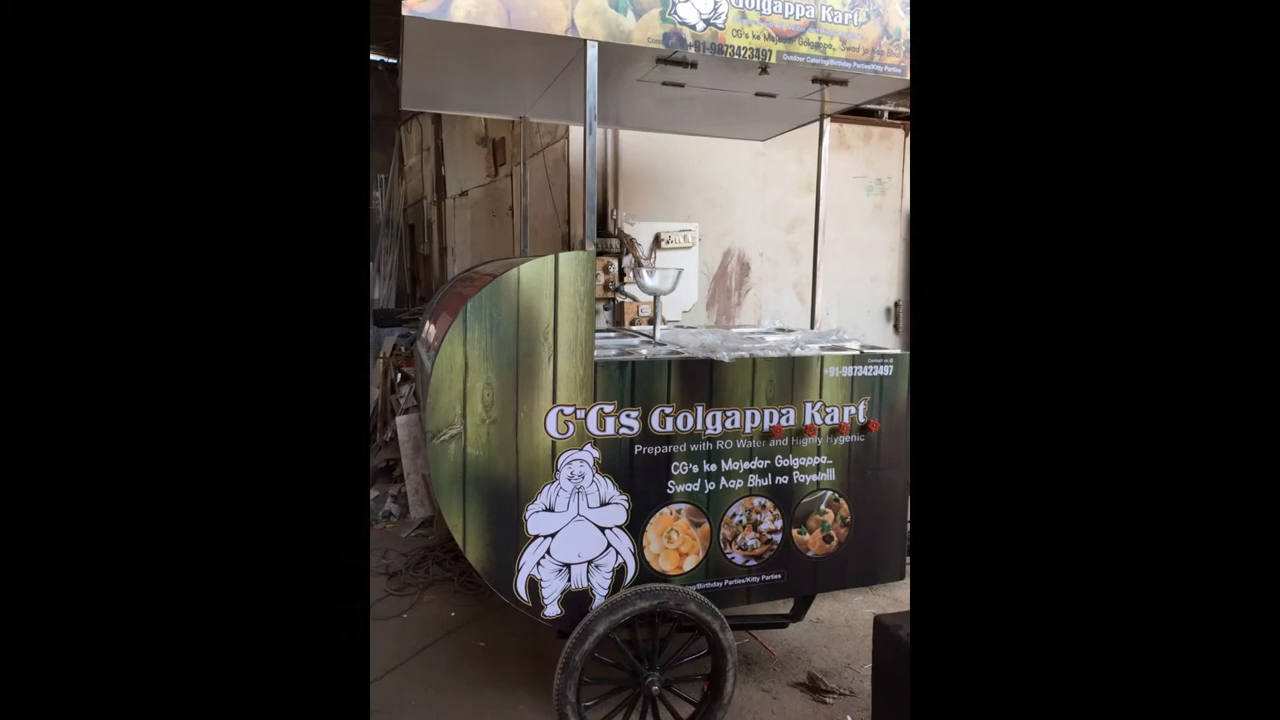 Golgappa Kart
CG's ke Majedar Golgappa... Swad jo Aap Bhul
+91-9873423497
Outdoor Catering/Birthday Parties/Kitty Parties
Contact us @
+91-9873423497
C"Gs Golgappa Kart
Prepared with RO Water and Highly Hygenic
CG's ke Majedar Golgappa...
Swad jo Aap Bhul na Payein!!!
/Birthday Parties/Kitty Parties